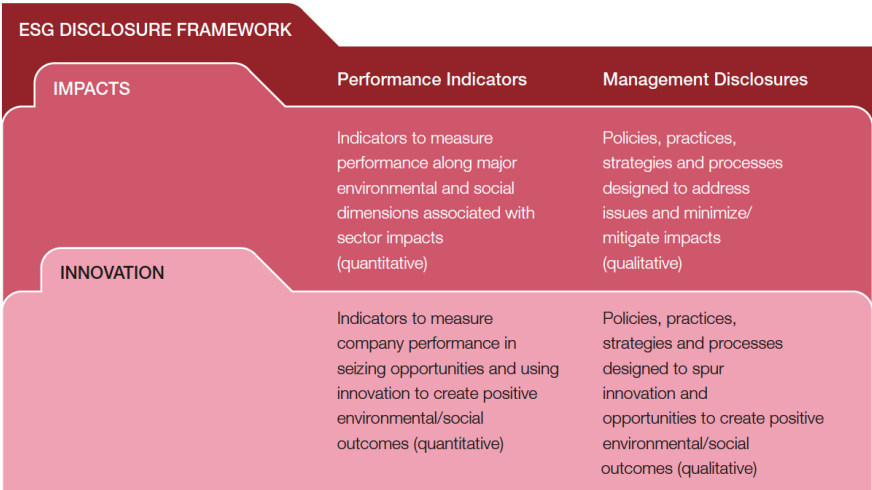 ESG DISCLOSURE FRAMEWORK
IMPACTS
Performance Indicators
Management Disclosures
Indicators to measure
performance along major
environmental and social
dimensions associated with
sector impacts
(quantitative)
Policies, practices,
strategies and processes
designed to address
issues and minimize/
mitigate impacts
(qualitative)
INNOVATION
Indicators to measure
company performance in
seizing opportunities and using
innovation to create positive
environmental/social
outcomes (quantitative)
Policies, practices,
strategies and processes
designed to spur
innovation and
opportunities to create positive
environmental/social
outcomes (qualitative)